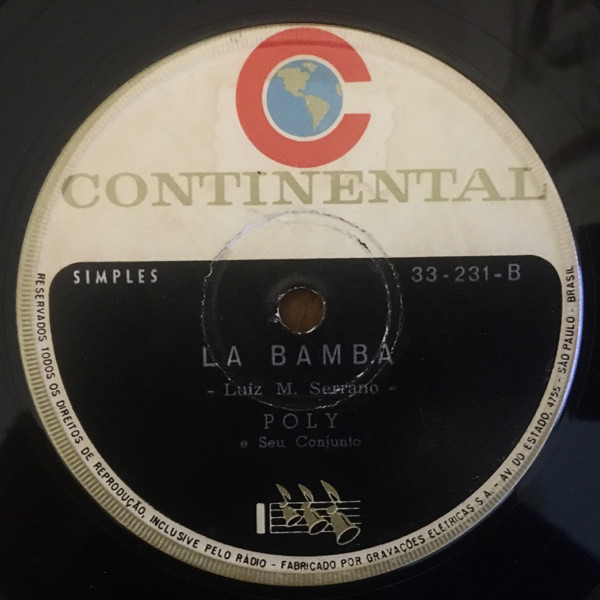 CONTINENTAL
SIMPLES
33-231-B
LA BAMBA
- Luiz M. Serrano -
POLY
e Seu Conjunto
RESERVADOS TODOS OS DIREITOS DE REPRODUÇÃO, INCLUSIVE PELO RÁDIO - FABRICADO POR GRAVAÇÕES ELÉTRICAS S.A. - AV. DO ESTADO, 4755 - SÃO PAULO - BRASIL